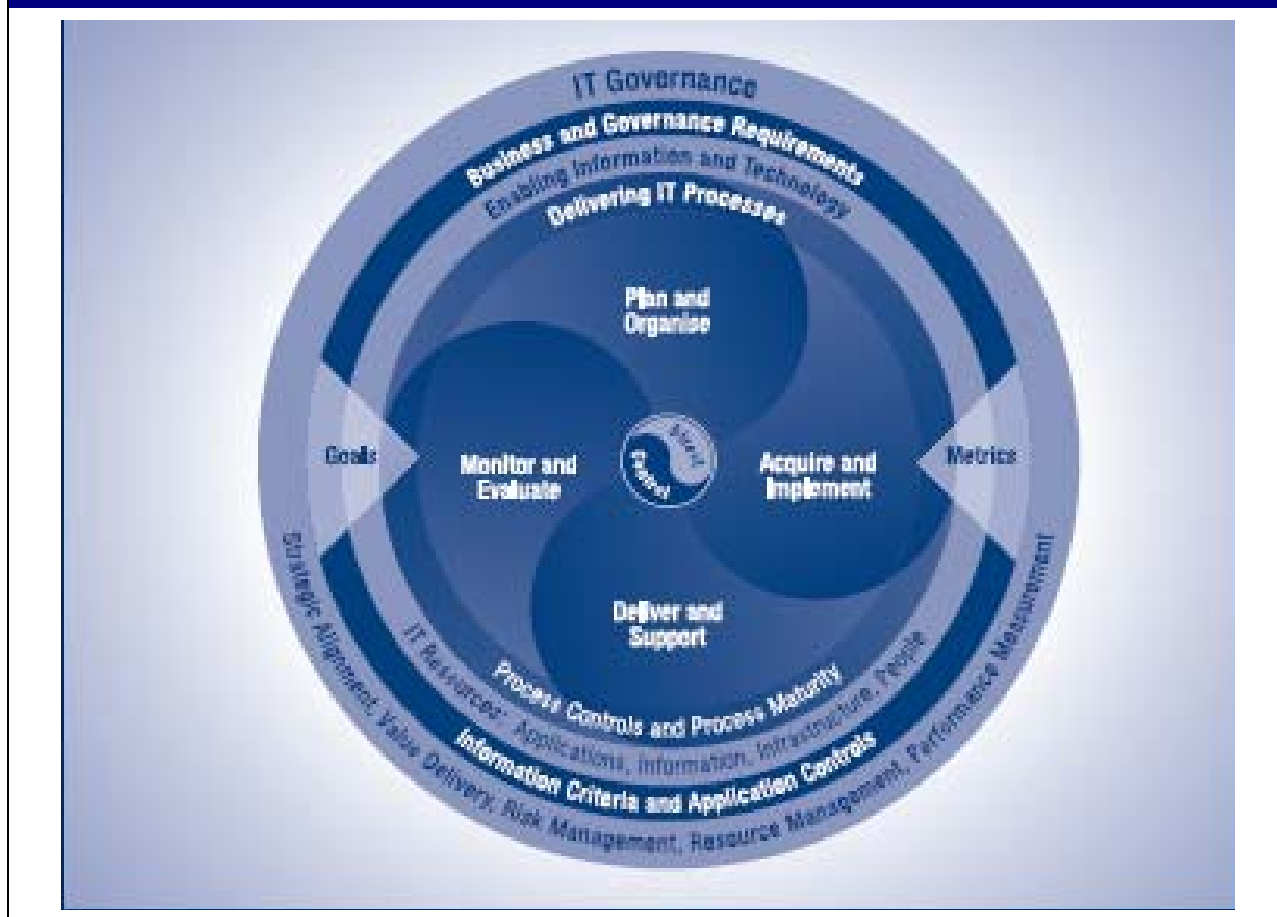 IT Governance
Business and Governance Requirements
Enabling Information and Technology
Delivering IT Processes
Plan and
Organise
Goals
Monitor and
Evaluate
Direct
Control
Acquire and
Implement
Metrics
Deliver and
Support
Process Controls and Process Maturity
IT Resources- Applications, Information, Infrastructure, People
Information Criteria and Application Controls
Strategic Alignment, Value Delivery, Risk Management, Resource Management, Performance Measurement